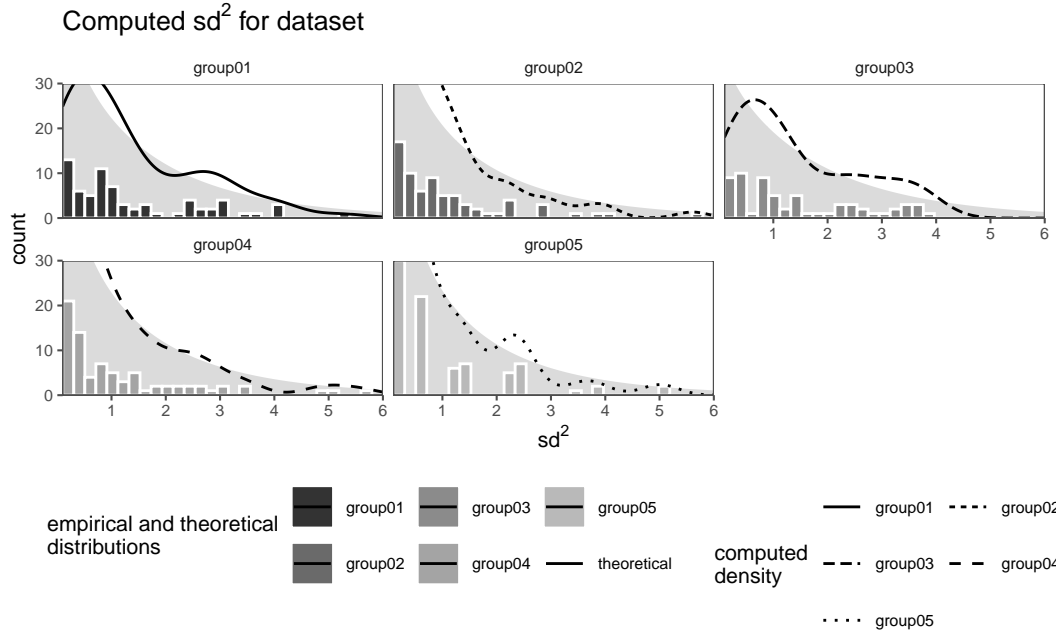 Computed sd² for dataset
group01
group02
group03
30
20
10
0
1 2 3 4 5 6
count
group04
group05
30
20
10
0
1 2 3 4 5 6
1 2 3 4 5 6
sd²
empirical and theoretical
distributions
group01
group03
group05
group02
group04
theoretical
computed
density
group01
group02
group03
group04
group05